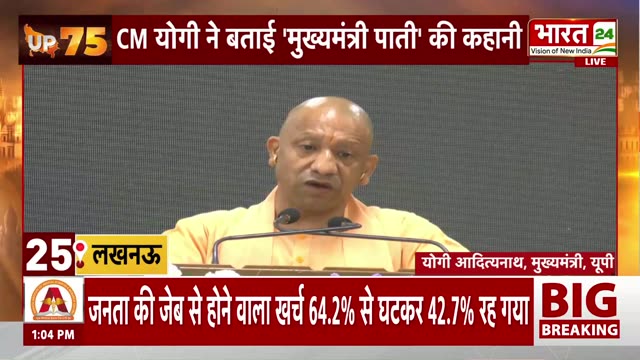 UP 75
CM योगी ने बताई 'मुख्यमंत्री पाती' की कहानी
भारत 24
Vision of New India
LIVE
25
लखनऊ
योगी आदित्यनाथ, मुख्यमंत्री, यूपी
जनता की जेब से होने वाला खर्च 64.2% से घटकर 42.7% रह गया
BIG
BREAKING
1:04 PM